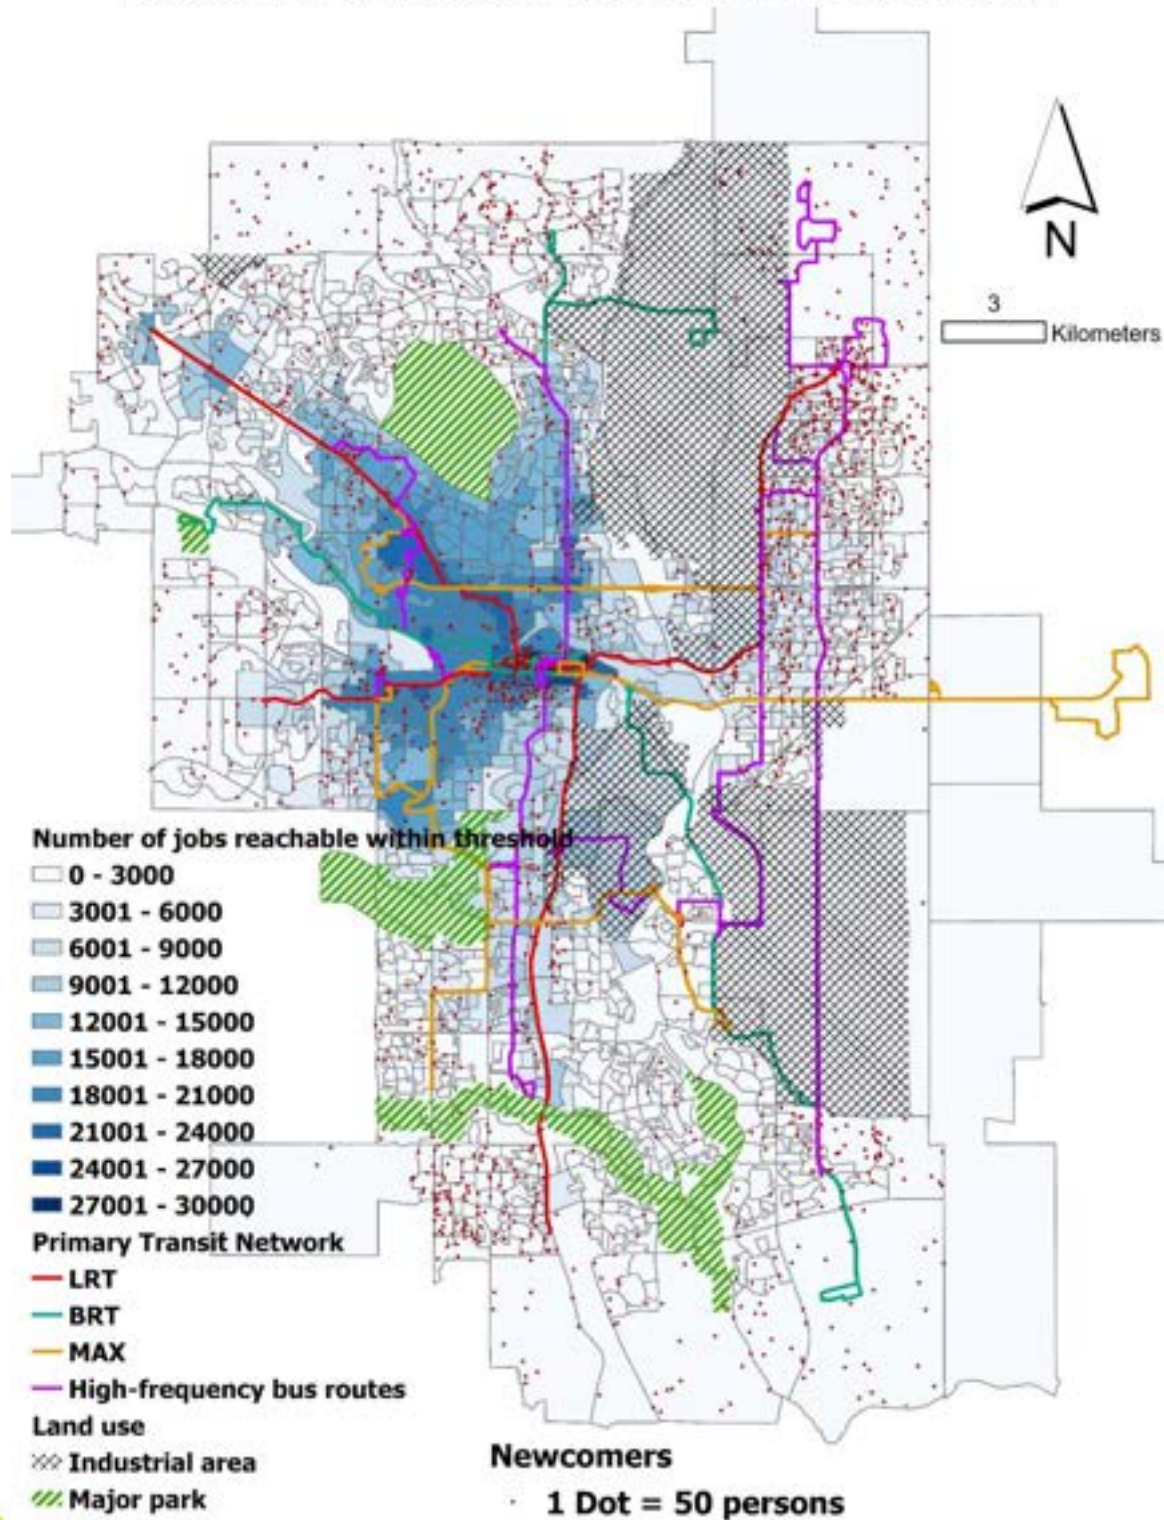 N
3
Kilometers
Number of jobs reachable within threshold
0 - 3000
3001 - 6000
6001 - 9000
9001 - 12000
12001 - 15000
15001 - 18000
18001 - 21000
21001 - 24000
24001 - 27000
27001 - 30000
Primary Transit Network
LRT
BRT
MAX
High-frequency bus routes
Land use
Industrial area
Major park
Newcomers
1 Dot = 50 persons